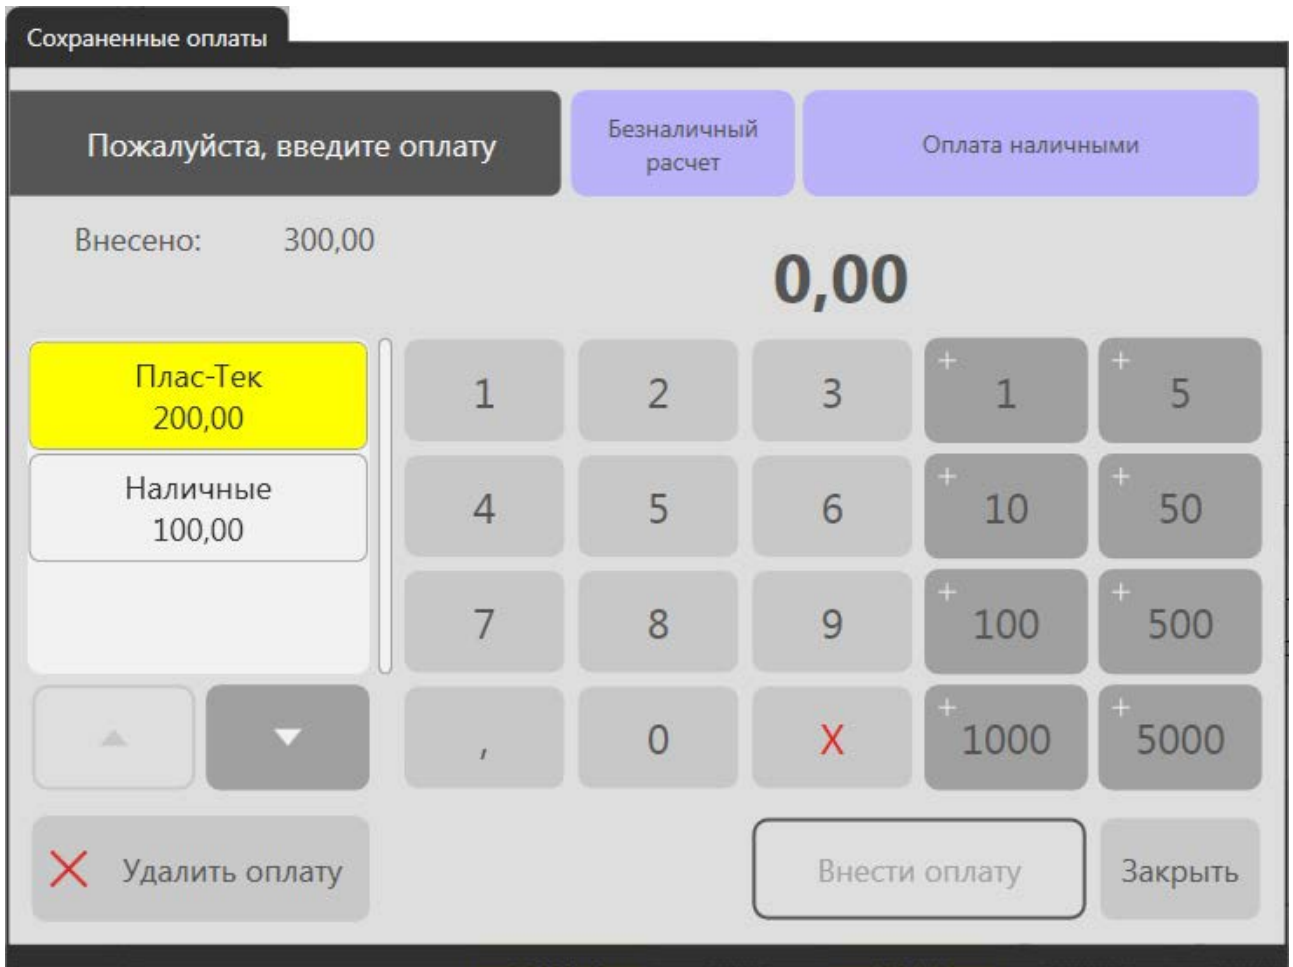 Сохраненные оплаты
Пожалуйста, введите оплату
Безналичный
расчет
Оплата наличными
Внесено: 300,00
0,00
Плас-Тек
200,00
Наличные
100,00
1 2 3 + 1 + 5
4 5 6 + 10 + 50
7 8 9 + 100 + 500
, 0 X + 1000 + 5000
Удалить оплату
Внести оплату
Закрыть